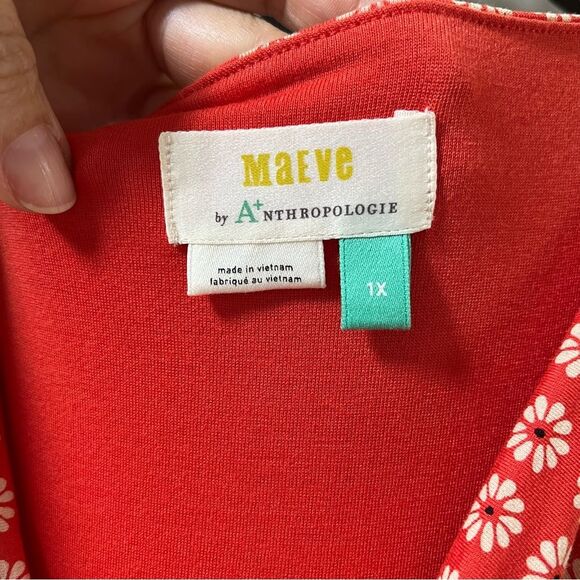 MaEve
by A+NTHROPOLOGIE
made in vietnam
fabriqué au vietnam
1X